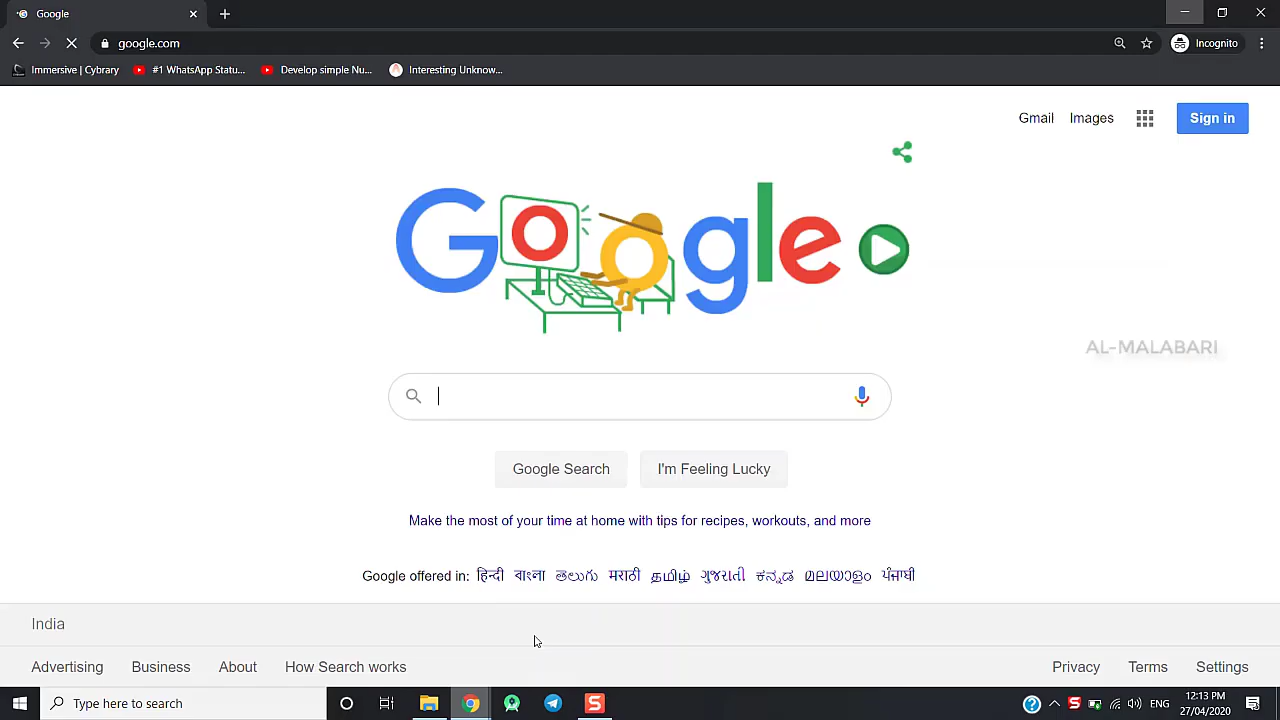 Google
google.com
Incognito
Immersive | Cybrary
#1 WhatsApp Statu...
Develop simple Nu...
Interesting Unknow...
Gmail
Images
Sign in
Google
AL-MALABARI
Google Search
I'm Feeling Lucky
Make the most of your time at home with tips for recipes, workouts, and more
Google offered in: हिन्दी বাংলা తెలుగు मराठी தமிழ் ગુજરાતી ಕನ್ನಡ മലയാളം ਪੰਜਾਬੀ
India
Advertising
Business
About
How Search works
Privacy
Terms
Settings
Type here to search
ENG
12:13 PM
27/04/2020